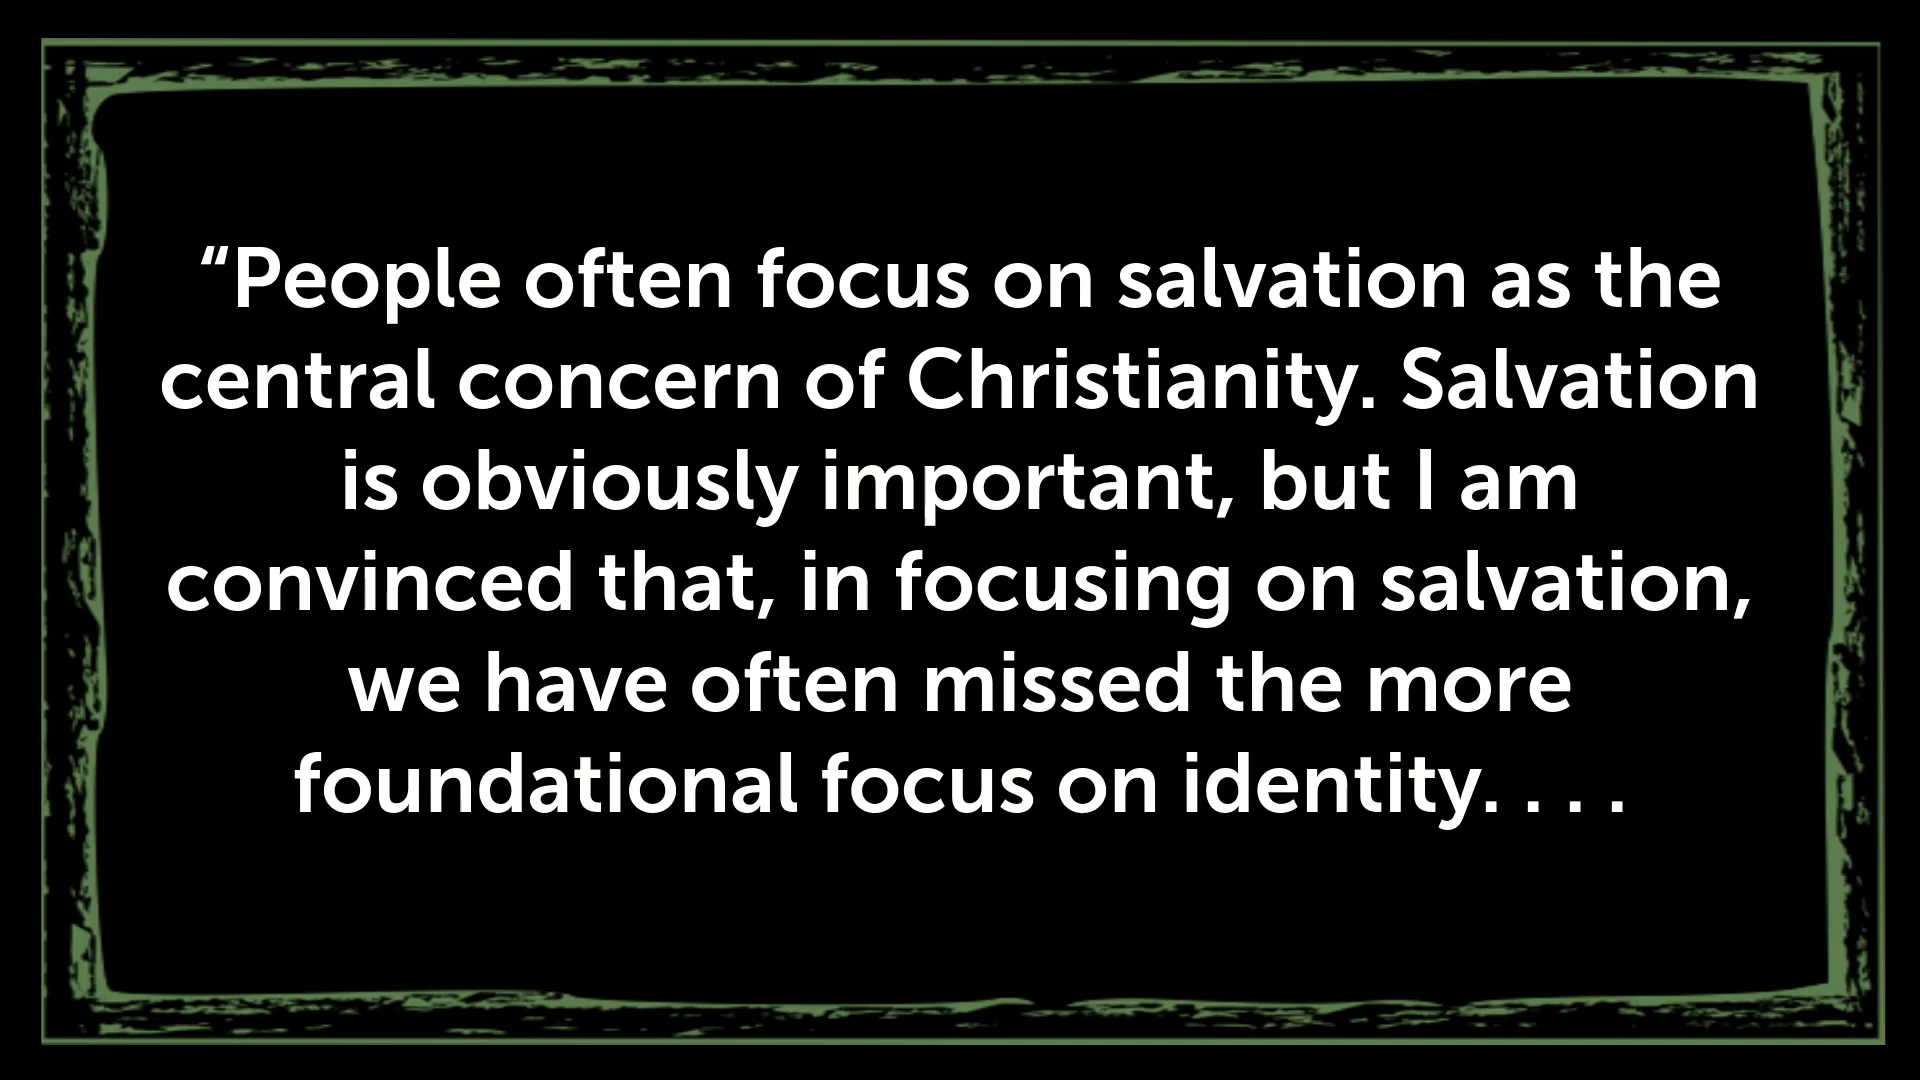 “People often focus on salvation as the
central concern of Christianity. Salvation
is obviously important, but I am
convinced that, in focusing on salvation,
we have often missed the more
foundational focus on identity. . . .